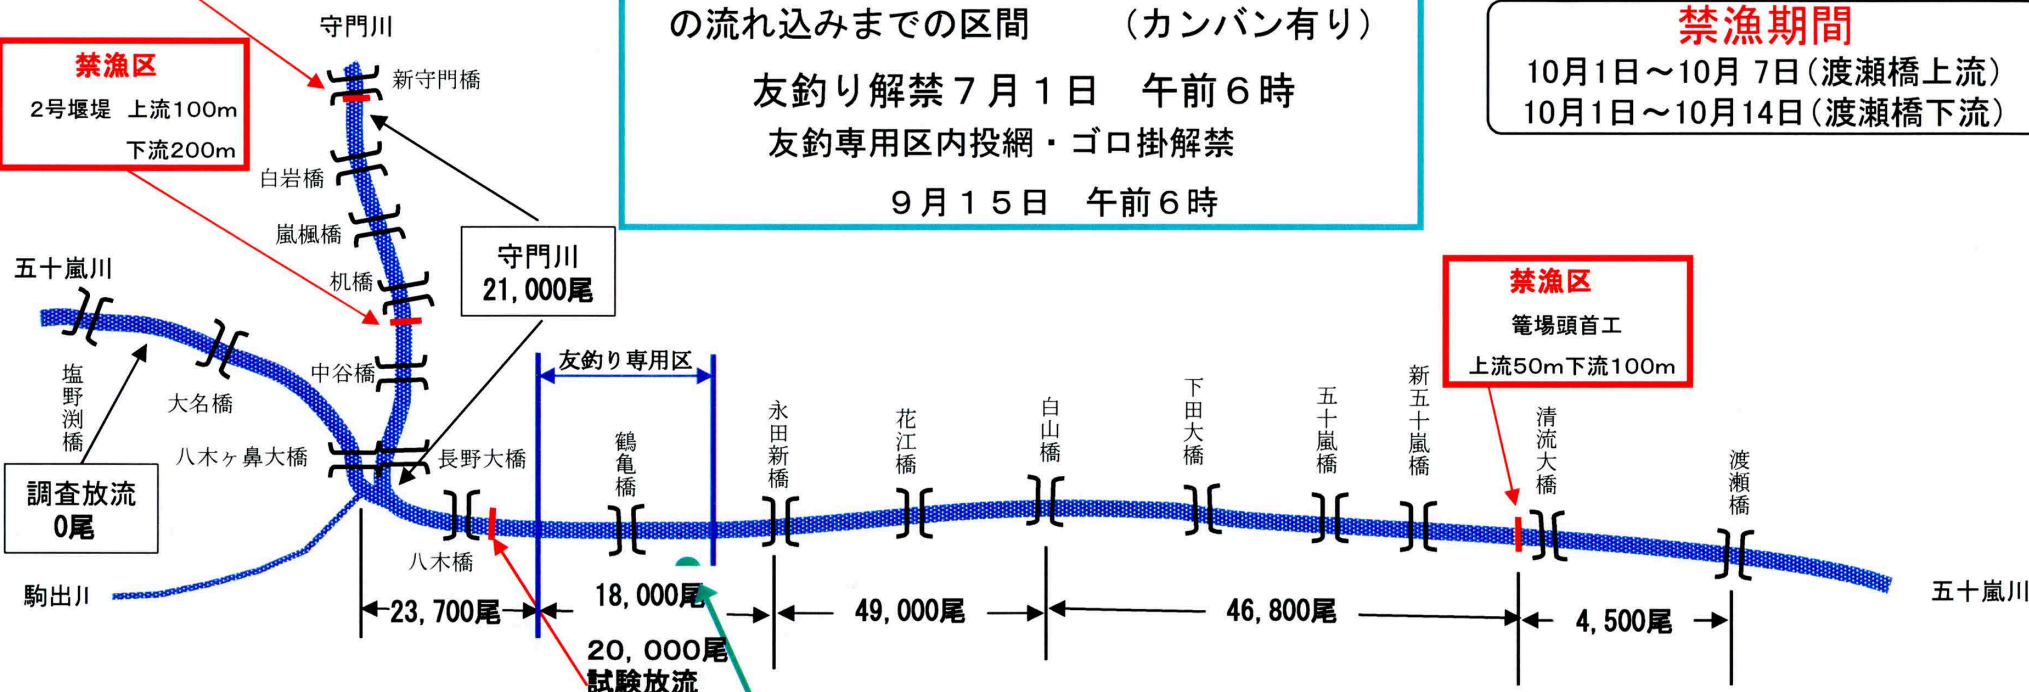 守門川
の流れ込みまでの区間　　（カンバン有り）
友釣り解禁７月１日　午前６時
友釣専用区内投網・ゴロ掛解禁
９月１５日　午前６時
禁漁期間
10月1日～10月 7日（渡瀬橋上流）
10月1日～10月14日（渡瀬橋下流）
禁漁区
2号堰堤　上流100m
下流200m
新守門橋
白岩橋
嵐楓橋
机橋
中谷橋
守門川
21,000尾
五十嵐川
塩野渕橋
大名橋
八木ヶ鼻大橋
長野大橋
調査放流
0尾
駒出川
八木橋
友釣り専用区
鶴亀橋
永田新橋
花江橋
白山橋
下田大橋
五十嵐橋
新五十嵐橋
禁漁区
篭場頭首工
上流50m下流100m
清流大橋
渡瀬橋
五十嵐川
23,700尾
18,000尾
20,000尾
試験放流
49,000尾
46,800尾
4,500尾